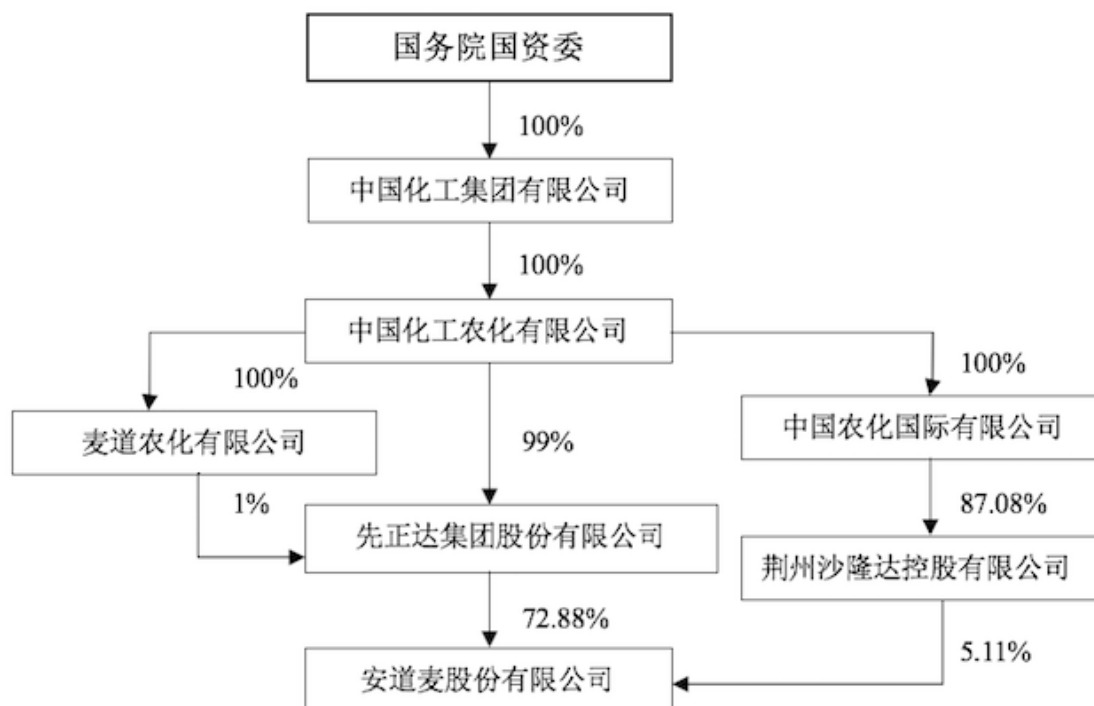 国务院国资委
100%
中国化工集团有限公司
100%
中国化工农化有限公司
100%
100%
麦道农化有限公司
99%
中国农化国际有限公司
1%
87.08%
先正达集团股份有限公司
荆州沙隆达控股有限公司
72.88%
5.11%
安道麦股份有限公司